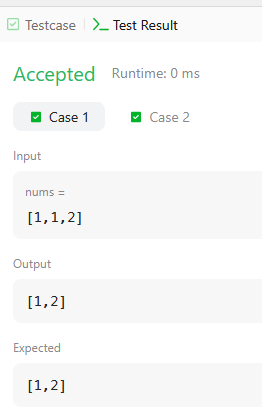 Testcase
Test Result
Accepted Runtime: 0 ms
Case 1 Case 2
Input
nums =
[1,1,2]
Output
[1,2]
Expected
[1,2]